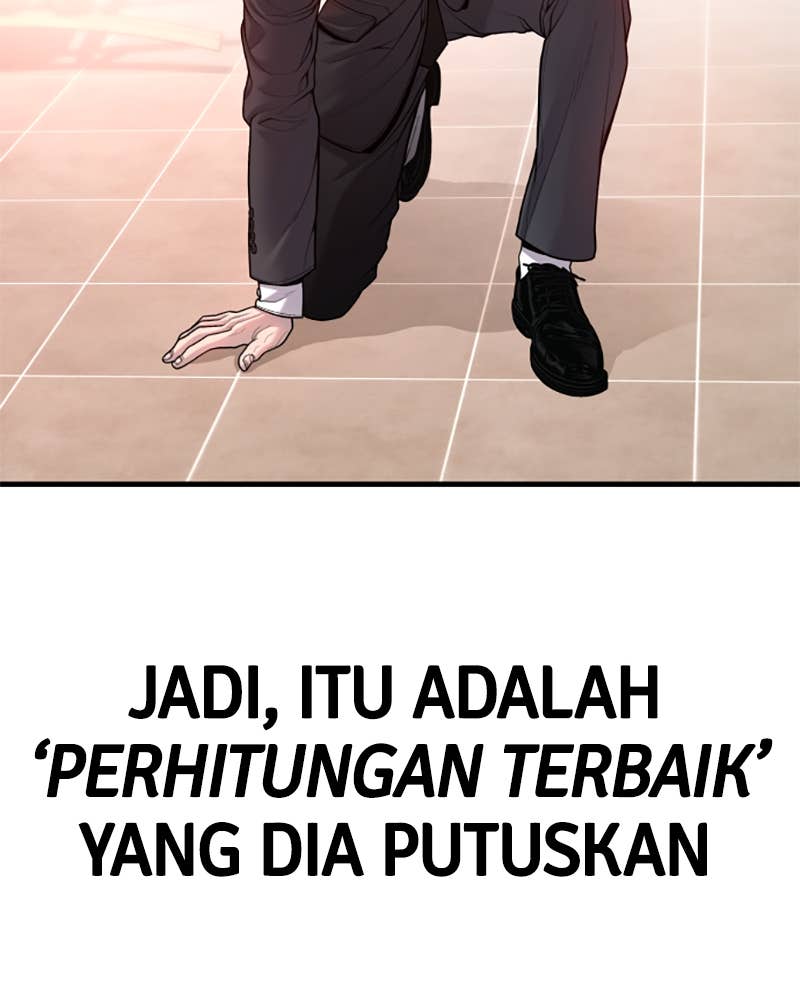 JADI, ITU ADALAH
‘PERHITUNGAN TERBAIK’
YANG DIA PUTUSKAN